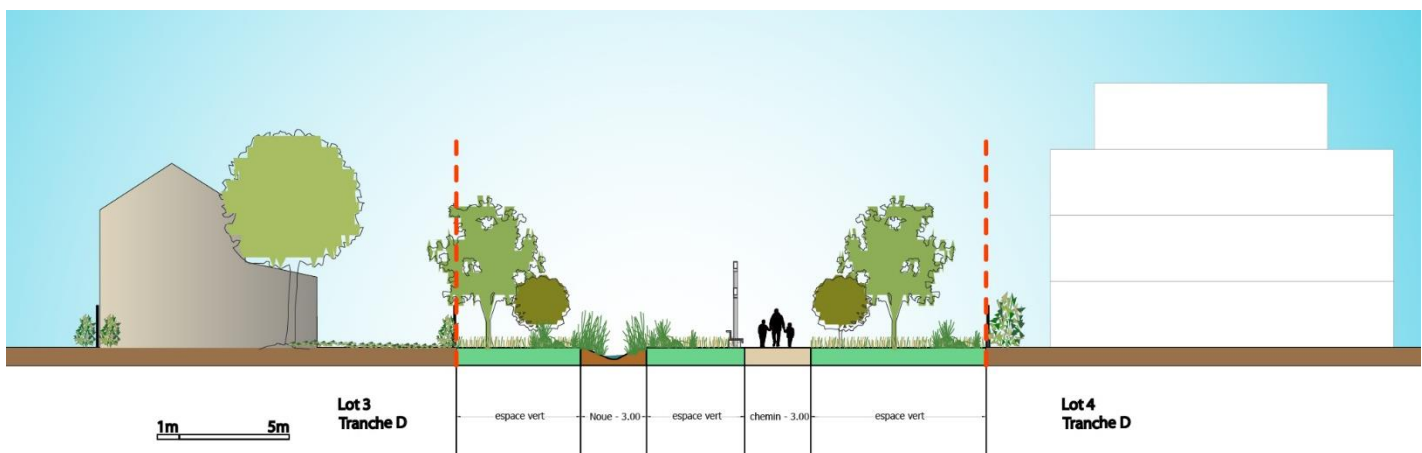 espace vert
Noue - 3.00
espace vert
chemin - 3.00
espace vert
Lot 3
Tranche D
Lot 4
Tranche D
1m
5m